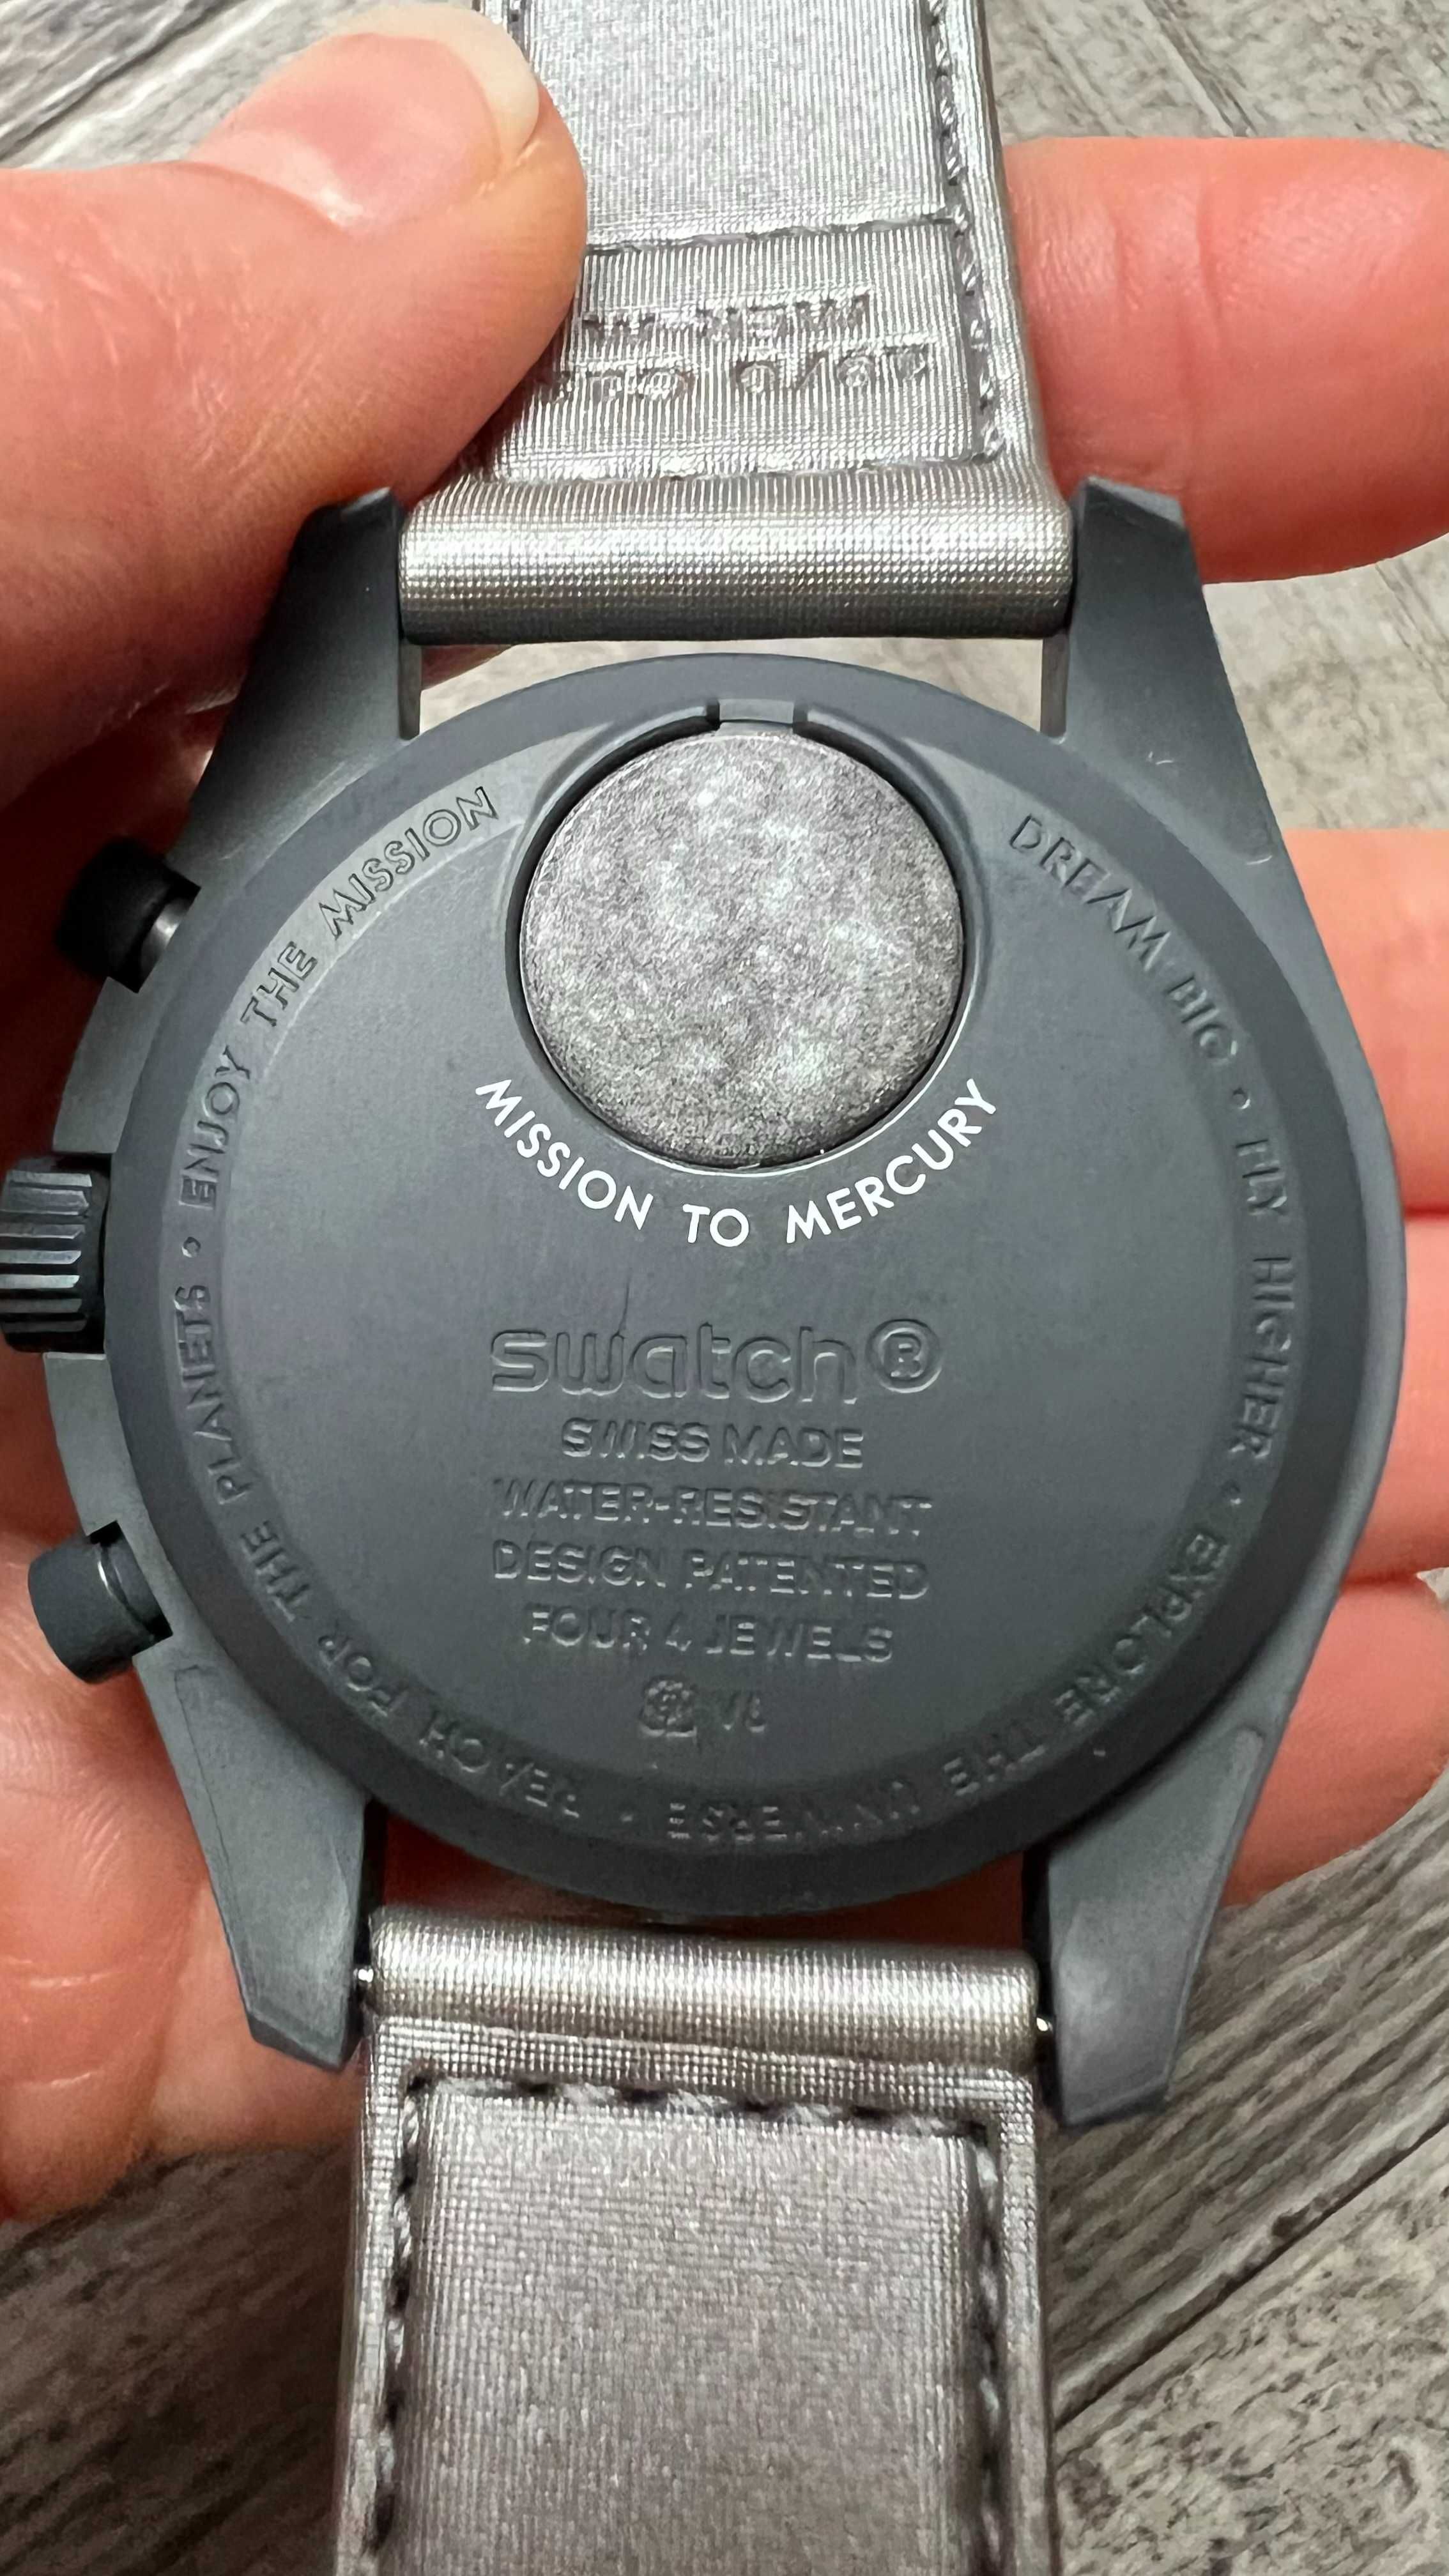 DREAM BIG • FLY HIGHER • EXPLORE THE UNIVERSE • REACH FOR THE PLANETS • ENJOY THE MISSION
MISSION TO MERCURY
swatch®
SWISS MADE
WATER-RESISTANT
DESIGN PATENTED
FOUR 4 JEWELS